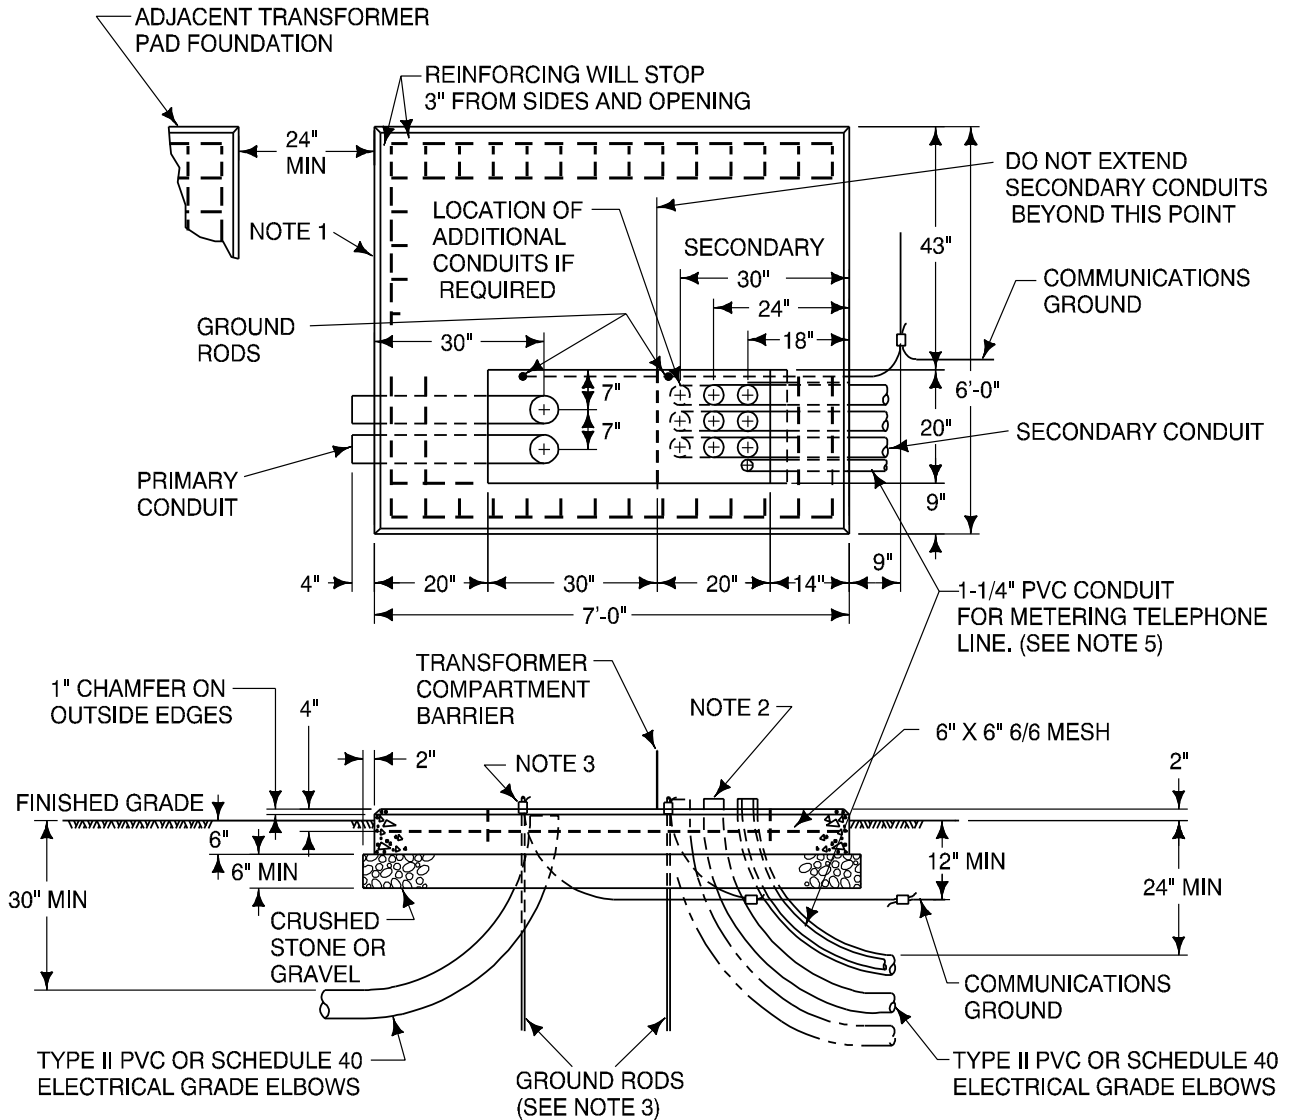 ADJACENT TRANSFORMER
PAD FOUNDATION
REINFORCING WILL STOP
3" FROM SIDES AND OPENING
24"
MIN
DO NOT EXTEND
SECONDARY CONDUITS
BEYOND THIS POINT
NOTE 1
LOCATION OF
ADDITIONAL
CONDUITS IF
REQUIRED
SECONDARY
43"
30"
COMMUNICATIONS
GROUND
24"
GROUND
RODS
30"
18"
7"
6'-0"
7"
20"
SECONDARY CONDUIT
PRIMARY
CONDUIT
9"
4"
20"
30"
20"
14"
9"
7'-0"
1-1/4" PVC CONDUIT
FOR METERING TELEPHONE
LINE. (SEE NOTE 5)
TRANSFORMER
COMPARTMENT
BARRIER
1" CHAMFER ON
OUTSIDE EDGES
4"
NOTE 2
6" X 6" 6/6 MESH
2"
NOTE 3
2"
FINISHED GRADE
6"
6" MIN
12" MIN
24" MIN
30" MIN
CRUSHED
STONE OR
GRAVEL
COMMUNICATIONS
GROUND
TYPE II PVC OR SCHEDULE 40
ELECTRICAL GRADE ELBOWS
GROUND RODS
(SEE NOTE 3)
TYPE II PVC OR SCHEDULE 40
ELECTRICAL GRADE ELBOWS